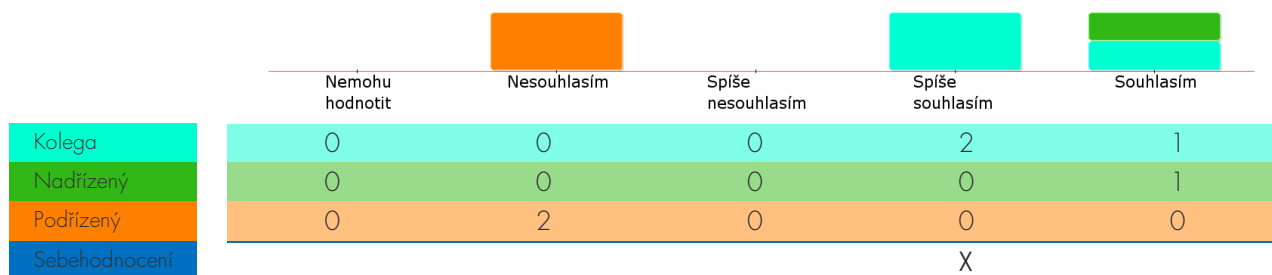 Nemohu
hodnotit
Nesouhlasím
Spíše
nesouhlasím
Spíše
souhlasím
Souhlasím
Kolega 0 0 0 2 1
Nadřízený 0 0 0 0 1
Podřízený 0 2 0 0 0
Sebehodnocení X